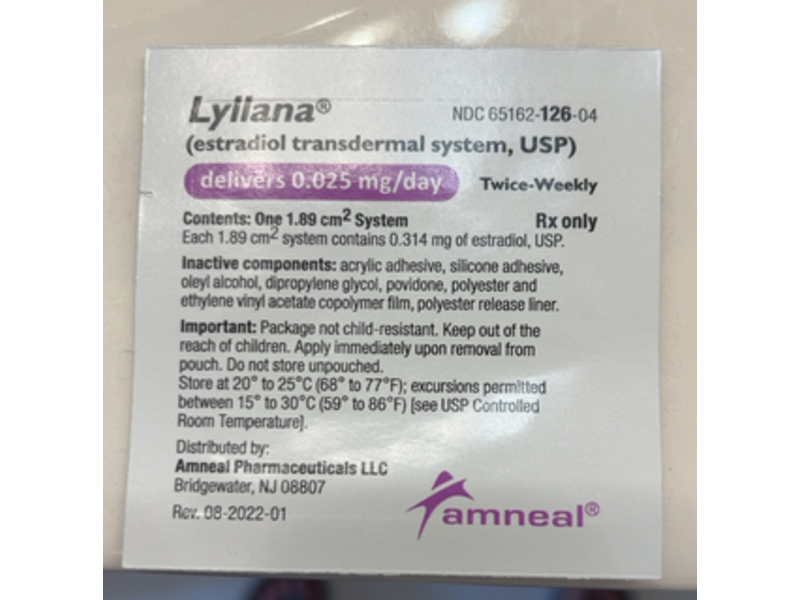 Lyllana®
NDC 65162-126-04
(estradiol transdermal system, USP)
delivers 0.025 mg/day
Twice-Weekly
Contents: One 1.89 cm² System
Rx only
Each 1.89 cm² system contains 0.314 mg of estradiol, USP.
Inactive components: acrylic adhesive, silicone adhesive,
oleyl alcohol, dipropylene glycol, povidone, polyester and
ethylene vinyl acetate copolymer film, polyester release liner.
Important: Package not child-resistant. Keep out of the
reach of children. Apply immediately upon removal from
pouch. Do not store unpouched.
Store at 20° to 25°C (68° to 77°F); excursions permitted
between 15° to 30°C (59° to 86°F) [see USP Controlled
Room Temperature].
Distributed by:
Amneal Pharmaceuticals LLC
Bridgewater, NJ 08807
Rev. 08-2022-01
amneal®